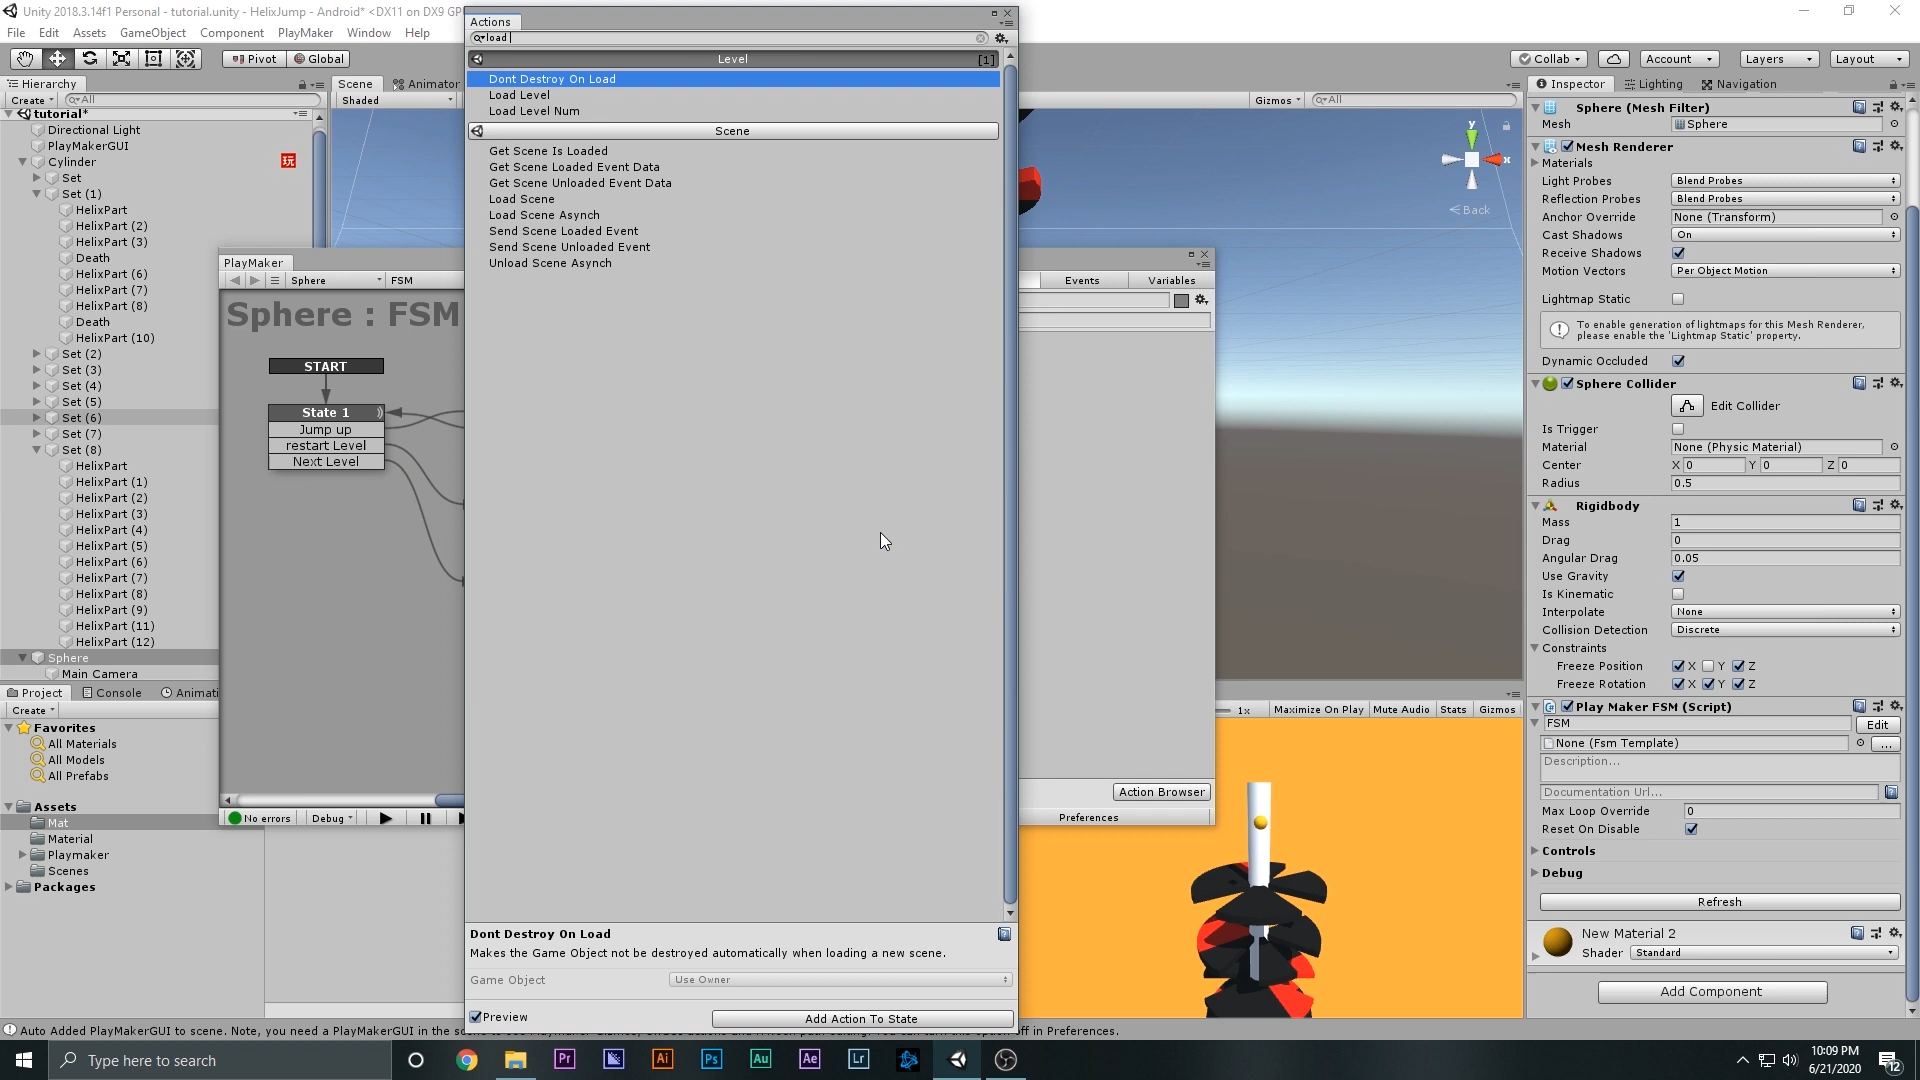 Unity 2018.3.14f1 Personal - tutorial.unity - HelixJump - Android* <DX11 on DX9 GP
File Edit Assets GameObject Component PlayMaker Window Help
Pivot Global
Collab Account Layers Layout
Hierarchy
Create All
tutorial*
Directional Light
PlayMakerGUI
Cylinder
玩
Set
Set (1)
HelixPart
HelixPart (2)
HelixPart (3)
Death
HelixPart (6)
HelixPart (7)
HelixPart (8)
Death
HelixPart (10)
Set (2)
Set (3)
Set (4)
Set (5)
Set (6)
Set (7)
Set (8)
HelixPart
HelixPart (1)
HelixPart (2)
HelixPart (3)
HelixPart (4)
HelixPart (5)
HelixPart (6)
HelixPart (7)
HelixPart (8)
HelixPart (9)
HelixPart (11)
HelixPart (12)
Sphere
Main Camera
Project Console Animati
Create
Favorites
All Materials
All Models
All Prefabs
Assets
Mat
Material
Playmaker
Scenes
Packages
Scene Animator
Shaded
Gizmos All
y
x
Back
PlayMaker
Sphere FSM
Sphere : FSM
START
State 1
Jump up
restart Level
Next Level
No errors Debug
Events Variables
Action Browser
Preferences
Actions
load
Level [1]
Dont Destroy On Load
Load Level
Load Level Num
Scene
Get Scene Is Loaded
Get Scene Loaded Event Data
Get Scene Unloaded Event Data
Load Scene
Load Scene Asynch
Send Scene Loaded Event
Send Scene Unloaded Event
Unload Scene Asynch
Dont Destroy On Load
Makes the Game Object not be destroyed automatically when loading a new scene.
Game Object Use Owner
Preview
Add Action To State
1x Maximize On Play Mute Audio Stats Gizmos
Inspector Lighting Navigation
Sphere (Mesh Filter)
Mesh Sphere
Mesh Renderer
Materials
Light Probes Blend Probes
Reflection Probes Blend Probes
Anchor Override None (Transform)
Cast Shadows On
Receive Shadows
Motion Vectors Per Object Motion
Lightmap Static
To enable generation of lightmaps for this Mesh Renderer,
please enable the 'Lightmap Static' property.
Dynamic Occluded
Sphere Collider
Edit Collider
Is Trigger
Material None (Physic Material)
Center X 0 Y 0 Z 0
Radius 0.5
Rigidbody
Mass 1
Drag 0
Angular Drag 0.05
Use Gravity
Is Kinematic
Interpolate None
Collision Detection Discrete
Constraints
Freeze Position X Y Z
Freeze Rotation X Y Z
Play Maker FSM (Script)
FSM Edit
None (Fsm Template) ...
Description...
Documentation Url...
Max Loop Override 0
Reset On Disable
Controls
Debug
Refresh
New Material 2
Shader Standard
Add Component
Auto Added PlayMakerGUI to scene. Note, you need a PlayMakerGUI in the
off in Preferences.
Type here to search
Pr Ai Ps Au Ae Lr
10:09 PM
6/21/2020
12